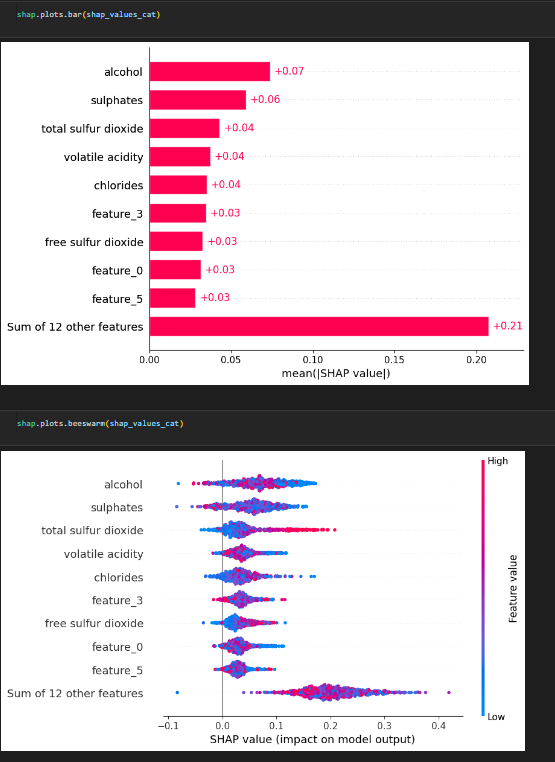 shap.plots.bar(shap_values_cat)
alcohol
+0.07
sulphates
+0.06
total sulfur dioxide
+0.04
volatile acidity
+0.04
chlorides
+0.04
feature_3
+0.03
free sulfur dioxide
+0.03
feature_0
+0.03
feature_5
+0.03
Sum of 12 other features
+0.21
0.00 0.05 0.10 0.15 0.20
mean(|SHAP value|)
shap.plots.beeswarm(shap_values_cat)
High
alcohol
sulphates
total sulfur dioxide
volatile acidity
chlorides
feature_3
free sulfur dioxide
feature_0
feature_5
Sum of 12 other features
Feature value
Low
−0.1 0.0 0.1 0.2 0.3 0.4
SHAP value (impact on model output)